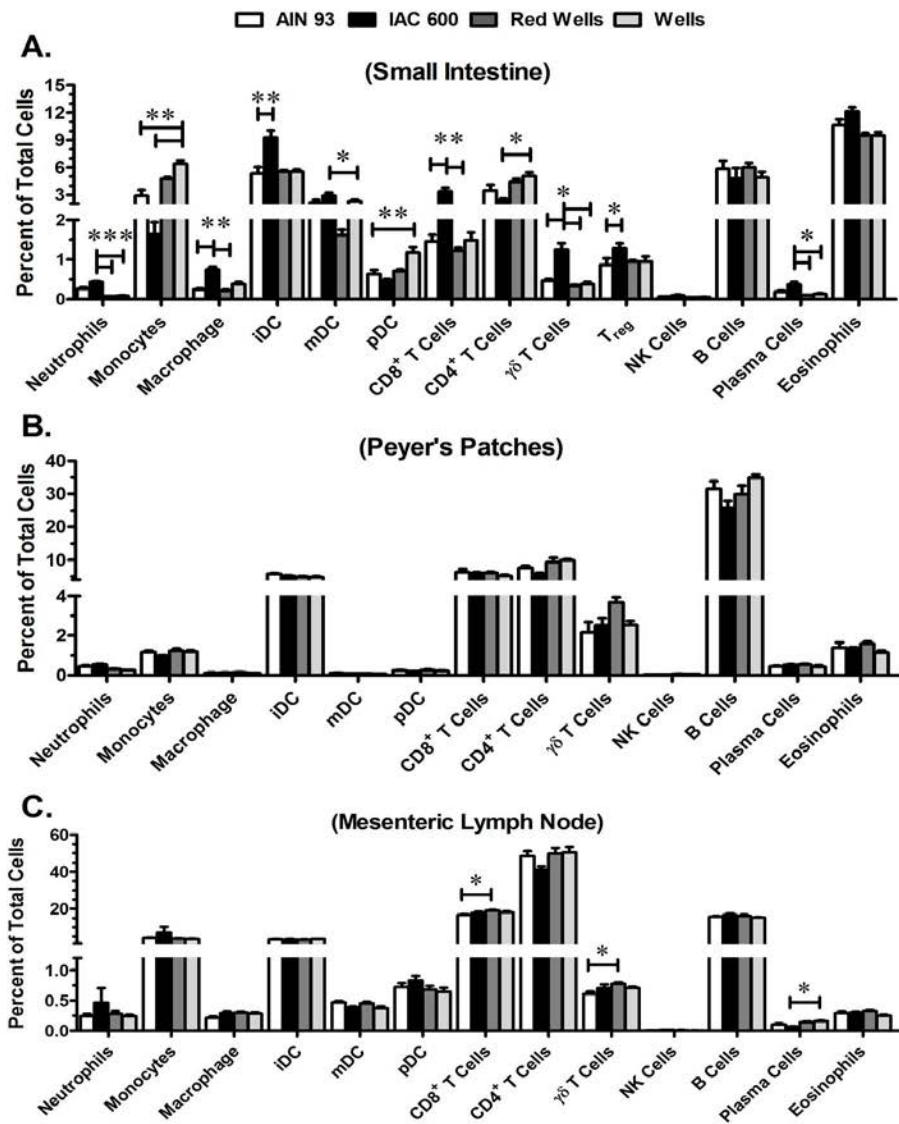 AIN 93 IAC 600 Red Wells Wells
A.
(Small Intestine)
Percent of Total Cells
15
12
9
6
3
2
1
0
***
**
**
**
*
**
**
*
*
*
*
Neutrophils Monocytes Macrophage iDC mDC pDC CD8+ T Cells CD4+ T Cells γδ T Cells Treg NK Cells B Cells Plasma Cells Eosinophils
B.
(Peyer's Patches)
Percent of Total Cells
40
30
20
10
4
2
0
Neutrophils Monocytes Macrophage iDC mDC pDC CD8+ T Cells CD4+ T Cells γδ T Cells NK Cells B Cells Plasma Cells Eosinophils
C.
(Mesenteric Lymph Node)
Percent of Total Cells
60
40
20
1.0
0.5
0.0
*
*
*
Neutrophils Monocytes Macrophage iDC mDC pDC CD8+ T Cells CD4+ T Cells γδ T Cells NK Cells B Cells Plasma Cells Eosinophils